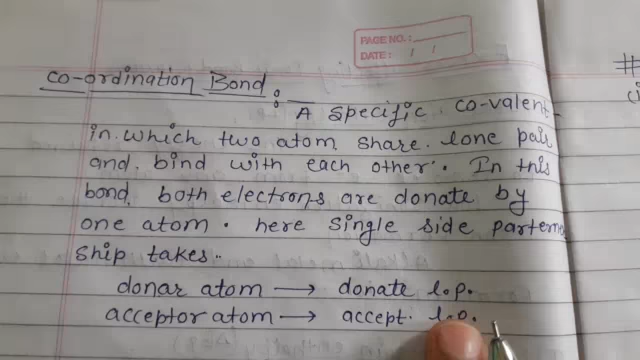 PAGE NO.:
DATE: / /
co-ordination Bond :
A specific co-valent
in which two atom share lone pair
and bind with each other. In this
bond both electrons are donate by
one atom. here single side partener
ship takes..
donar atom → donate l.p.
acceptor atom → accept. l.p.
#
(i